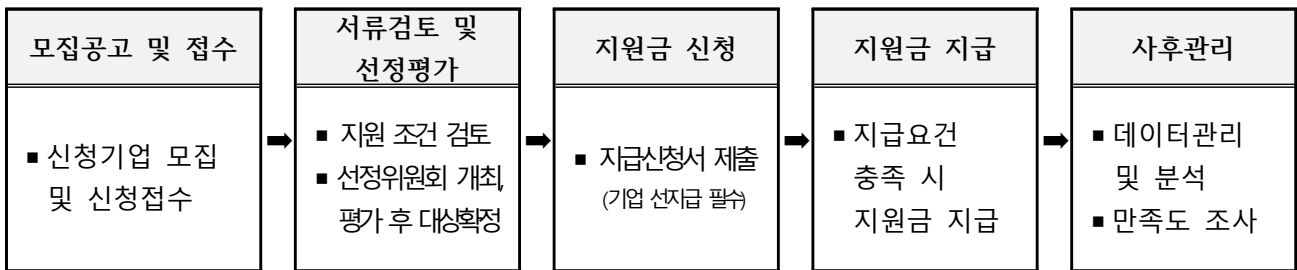 모집공고 및 접수
■ 신청기업 모집
및 신청접수
서류검토 및
선정평가
■ 지원 조건 검토
■ 선정위원회 개최,
평가 후 대상확정
지원금 신청
■ 지급신청서 제출
(기업 선지급 필수)
지원금 지급
■ 지급요건
충족 시
지원금 지급
사후관리
■ 데이터관리
및 분석
■ 만족도 조사